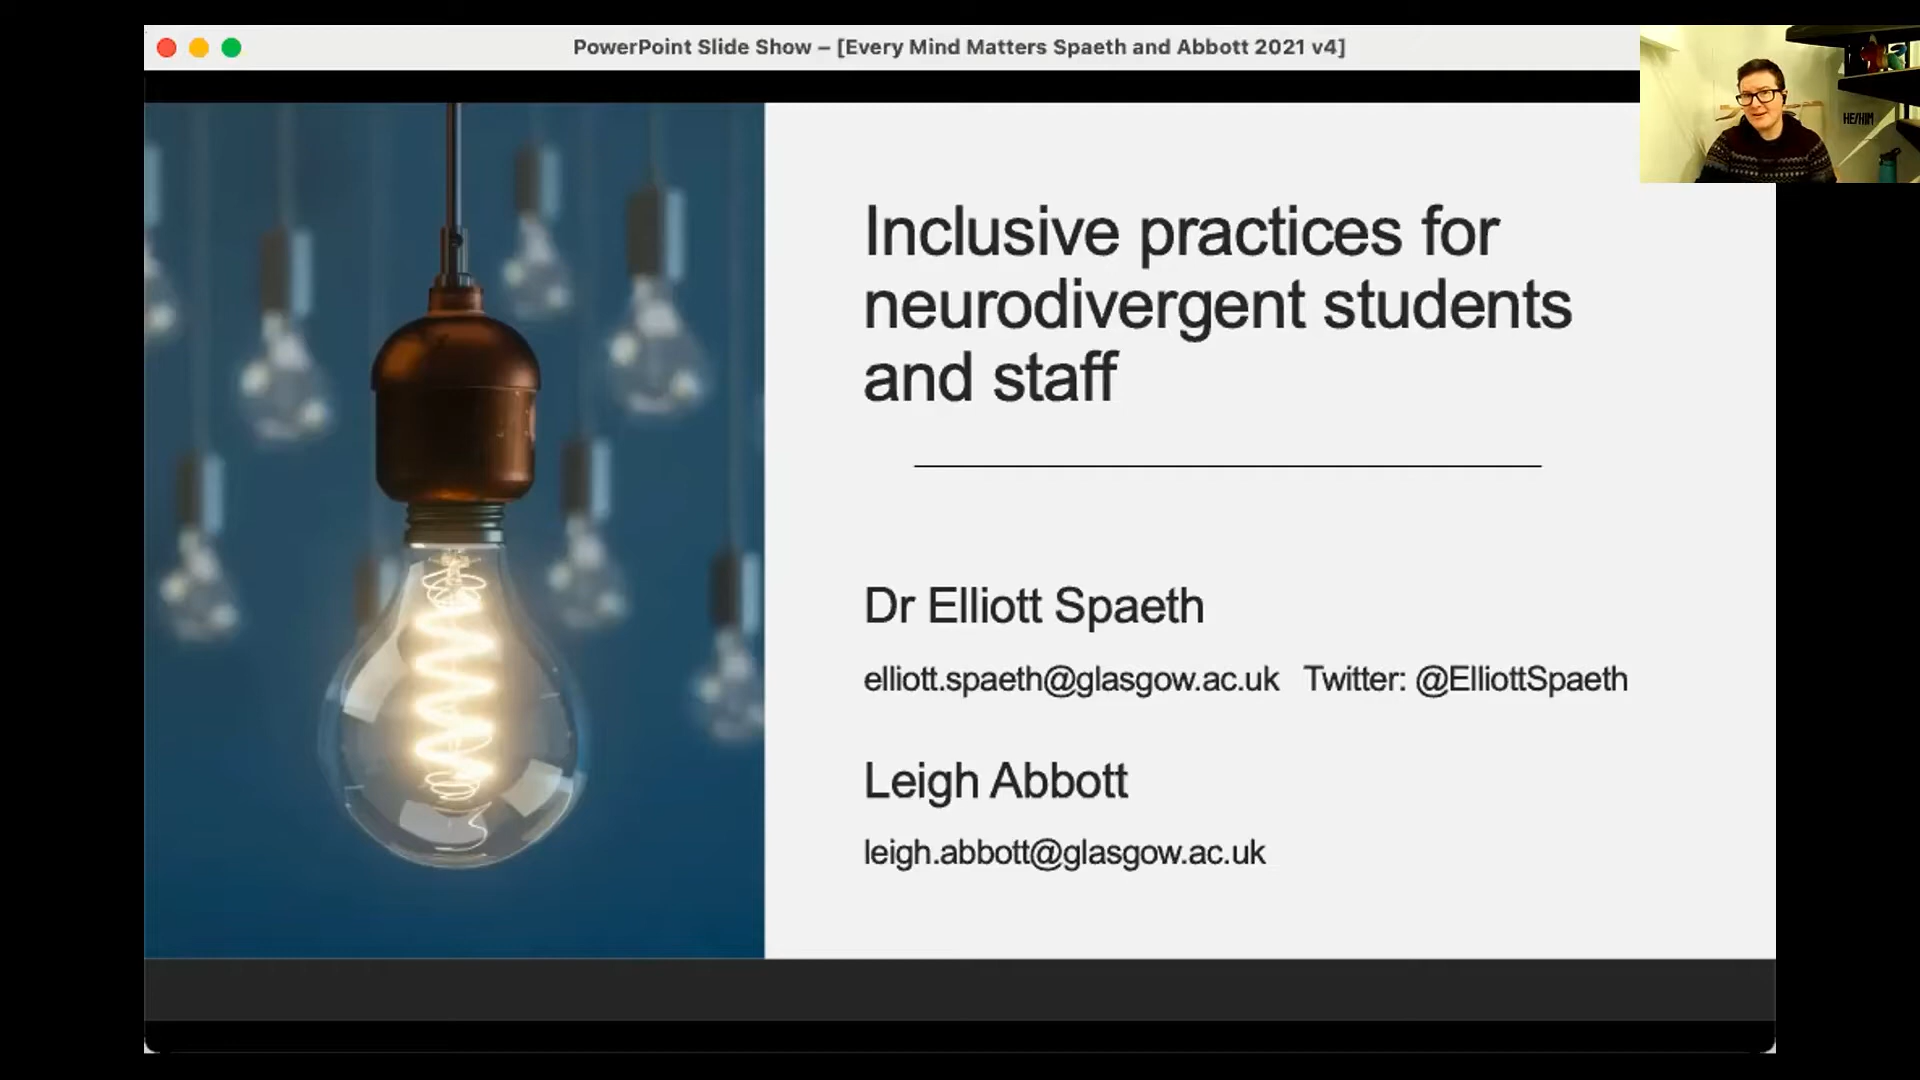 PowerPoint Slide Show – [Every Mind Matters Spaeth and Abbott 2021 v4]
HE/HIM
Inclusive practices for
neurodivergent students
and staff
Dr Elliott Spaeth
elliott.spaeth@glasgow.ac.uk Twitter: @ElliottSpaeth
Leigh Abbott
leigh.abbott@glasgow.ac.uk